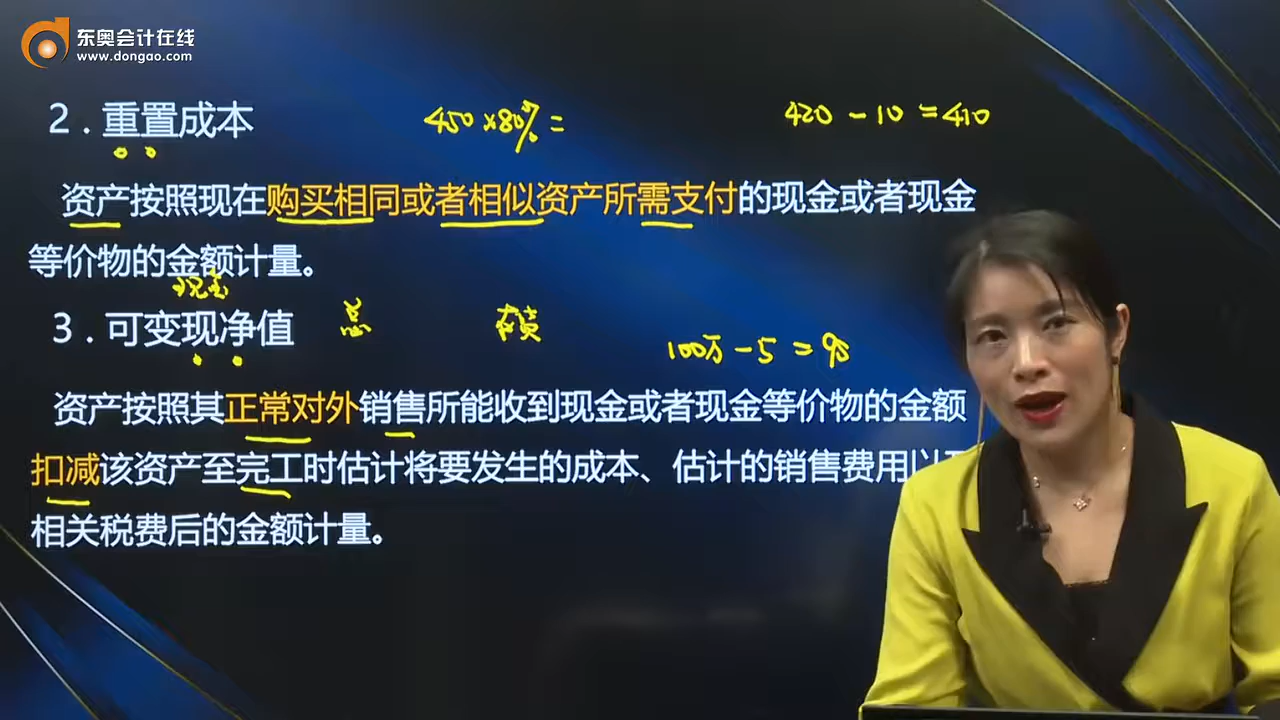 东奥会计在线
www.dongao.com
2．重置成本
450×80%=
420-10=410
资产按照现在购买相同或者相似资产所需支付的现金或者现金
等价物的金额计量。
现金
3．可变现净值
总
100万-5=95
资产按照其正常对外销售所能收到现金或者现金等价物的金额
扣减该资产至完工时估计将要发生的成本、估计的销售费用以
相关税费后的金额计量。